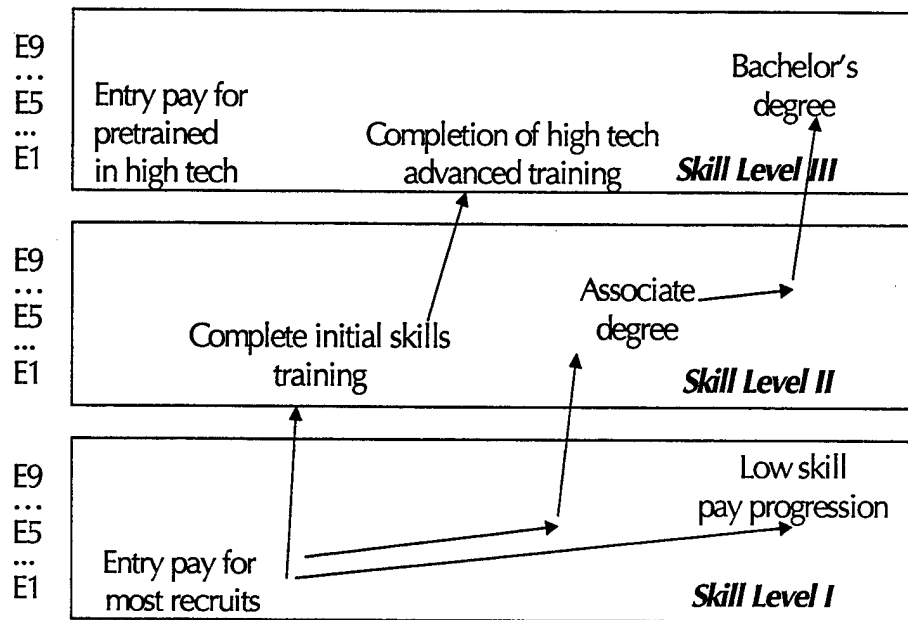 E9
...
E5
...
E1
Entry pay for
pretrained
in high tech
Completion of high tech
advanced training
Bachelor's
degree
Skill Level III
E9
...
E5
...
E1
Complete initial skills
training
Associate
degree
Skill Level II
E9
...
E5
...
E1
Entry pay for
most recruits
Low skill
pay progression
Skill Level I